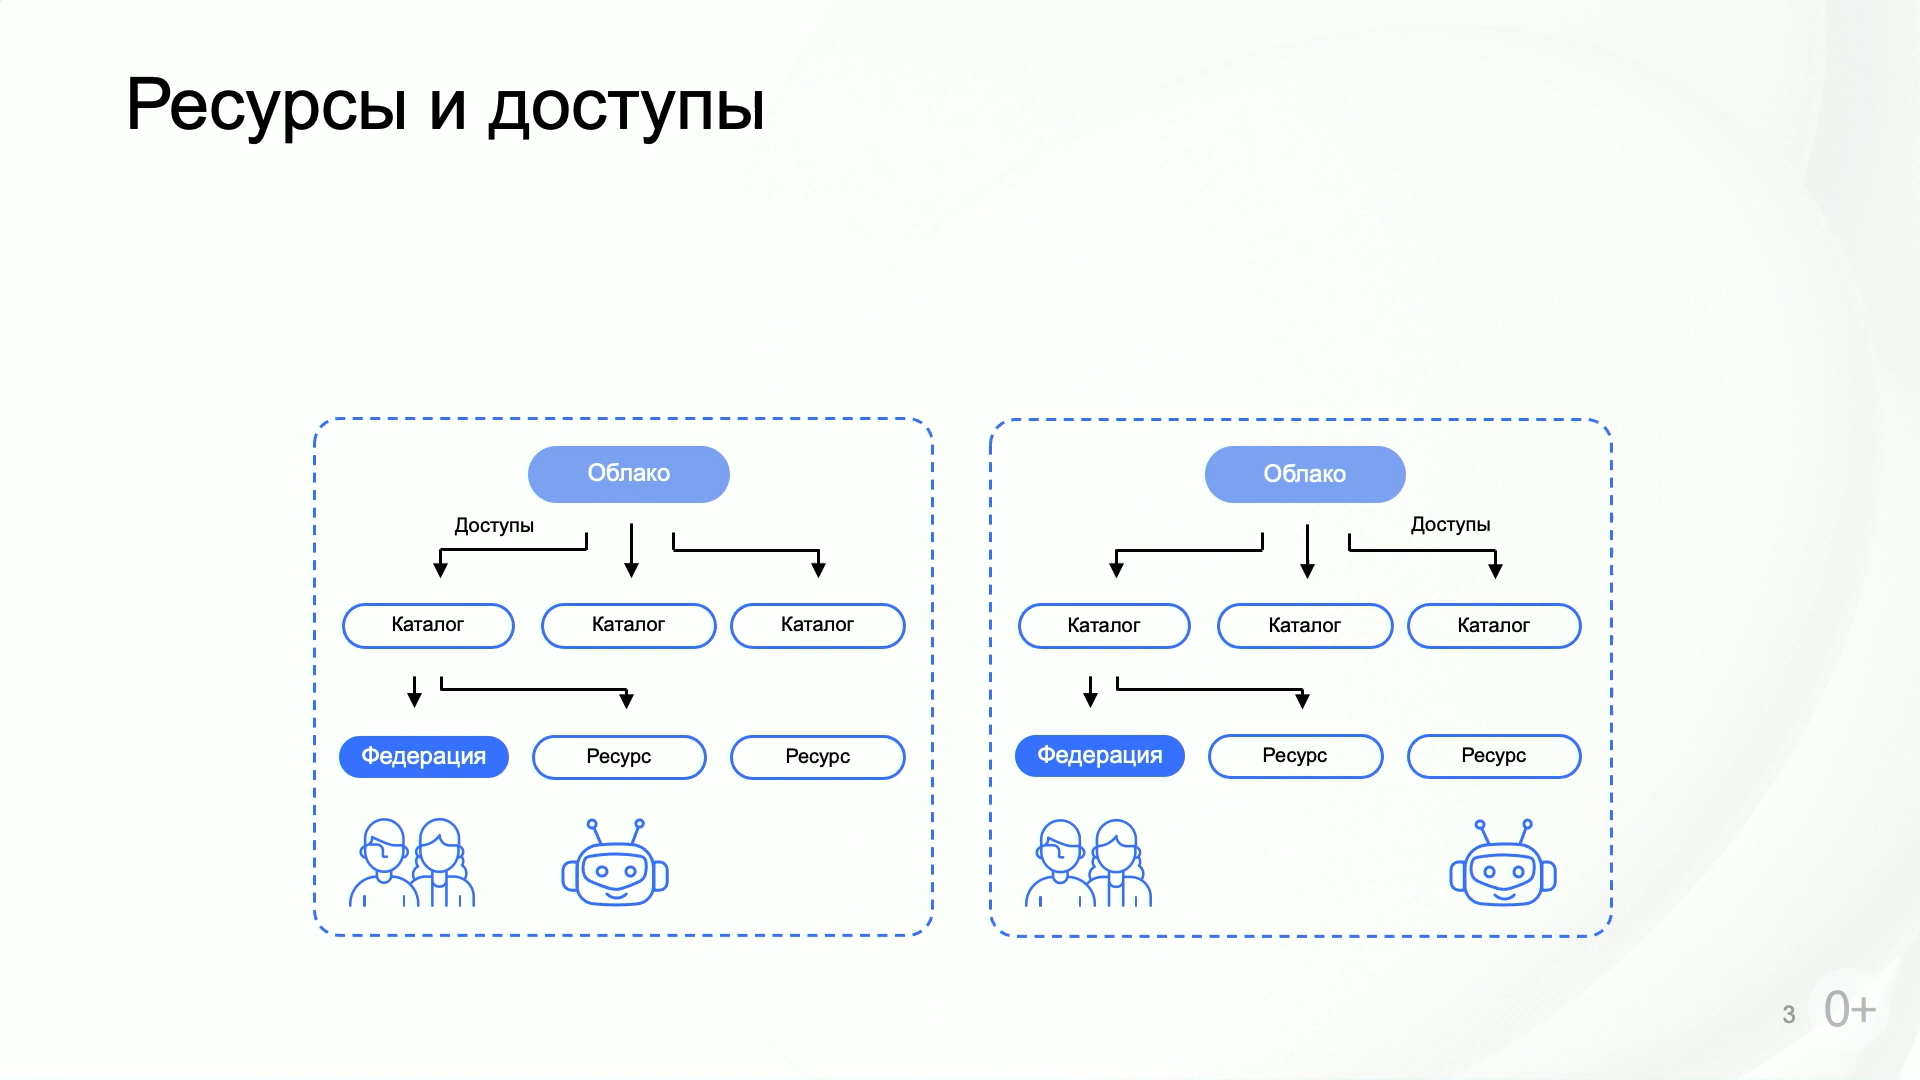 Ресурсы и доступы
Облако
Доступы
Каталог
Каталог
Каталог
Федерация
Ресурс
Ресурс
Облако
Доступы
Каталог
Каталог
Каталог
Федерация
Ресурс
Ресурс
3
0+